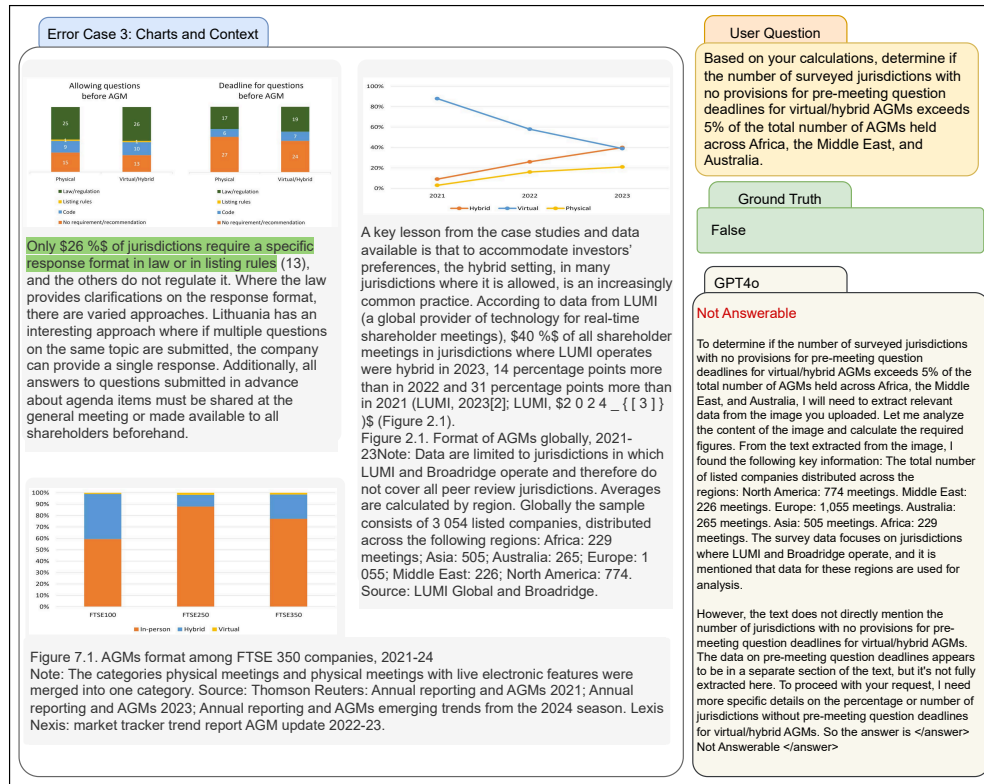 Error Case 3: Charts and Context
Allowing questions
before AGM
25
1
9
15
26
1
10
13
Physical
Virtual/Hybrid
Law/regulation
Listing rules
Code
No requirement/recommendation
Deadline for questions
before AGM
17
6
27
19
7
24
Physical
Virtual/Hybrid
Law/regulation
Listing rules
Code
No requirement/recommendation
Only $26 %$ of jurisdictions require a specific
response format in law or in listing rules (13),
and the others do not regulate it. Where the law
provides clarifications on the response format,
there are varied approaches. Lithuania has an
interesting approach where if multiple questions
on the same topic are submitted, the company
can provide a single response. Additionally, all
answers to questions submitted in advance
about agenda items must be shared at the
general meeting or made available to all
shareholders beforehand.
100%
80%
60%
40%
20%
0%
2021
2022
2023
Hybrid
Virtual
Physical
A key lesson from the case studies and data
available is that to accommodate investors’
preferences, the hybrid setting, in many
jurisdictions where it is allowed, is an increasingly
common practice. According to data from LUMI
(a global provider of technology for real-time
shareholder meetings), $40 %$ of all shareholder
meetings in jurisdictions where LUMI operates
were hybrid in 2023, 14 percentage points more
than in 2022 and 31 percentage points more than
in 2021 (LUMI, 2023[2]; LUMI, $2 0 2 4 _ { [ 3 ] }
)$ (Figure 2.1).
Figure 2.1. Format of AGMs globally, 2021-
23Note: Data are limited to jurisdictions in which
LUMI and Broadridge operate and therefore do
not cover all peer review jurisdictions. Averages
are calculated by region. Globally the sample
consists of 3 054 listed companies, distributed
across the following regions: Africa: 229
meetings; Asia: 505; Australia: 265; Europe: 1
055; Middle East: 226; North America: 774.
Source: LUMI Global and Broadridge.
100%
90%
80%
70%
60%
50%
40%
30%
20%
10%
0%
FTSE100
FTSE250
FTSE350
In-person
Hybrid
Virtual
Figure 7.1. AGMs format among FTSE 350 companies, 2021-24
Note: The categories physical meetings and physical meetings with live electronic features were
merged into one category. Source: Thomson Reuters: Annual reporting and AGMs 2021; Annual
reporting and AGMs 2023; Annual reporting and AGMs emerging trends from the 2024 season. Lexis
Nexis: market tracker trend report AGM update 2022-23.
User Question
Based on your calculations, determine if
the number of surveyed jurisdictions with
no provisions for pre-meeting question
deadlines for virtual/hybrid AGMs exceeds
5% of the total number of AGMs held
across Africa, the Middle East, and
Australia.
Ground Truth
False
GPT4o
Not Answerable
To determine if the number of surveyed jurisdictions
with no provisions for pre-meeting question
deadlines for virtual/hybrid AGMs exceeds 5% of the
total number of AGMs held across Africa, the Middle
East, and Australia, I will need to extract relevant
data from the image you uploaded. Let me analyze
the content of the image and calculate the required
figures. From the text extracted from the image, I
found the following key information: The total number
of listed companies distributed across the
regions: North America: 774 meetings. Middle East:
226 meetings. Europe: 1,055 meetings. Australia:
265 meetings. Asia: 505 meetings. Africa: 229
meetings. The survey data focuses on jurisdictions
where LUMI and Broadridge operate, and it is
mentioned that data for these regions are used for
analysis.
However, the text does not directly mention the
number of jurisdictions with no provisions for pre-
meeting question deadlines for virtual/hybrid AGMs.
The data on pre-meeting question deadlines appears
to be in a separate section of the text, but it's not fully
extracted here. To proceed with your request, I need
more specific details on the percentage or number of
jurisdictions without pre-meeting question deadlines
for virtual/hybrid AGMs. So the answer is </answer>
Not Answerable </answer>